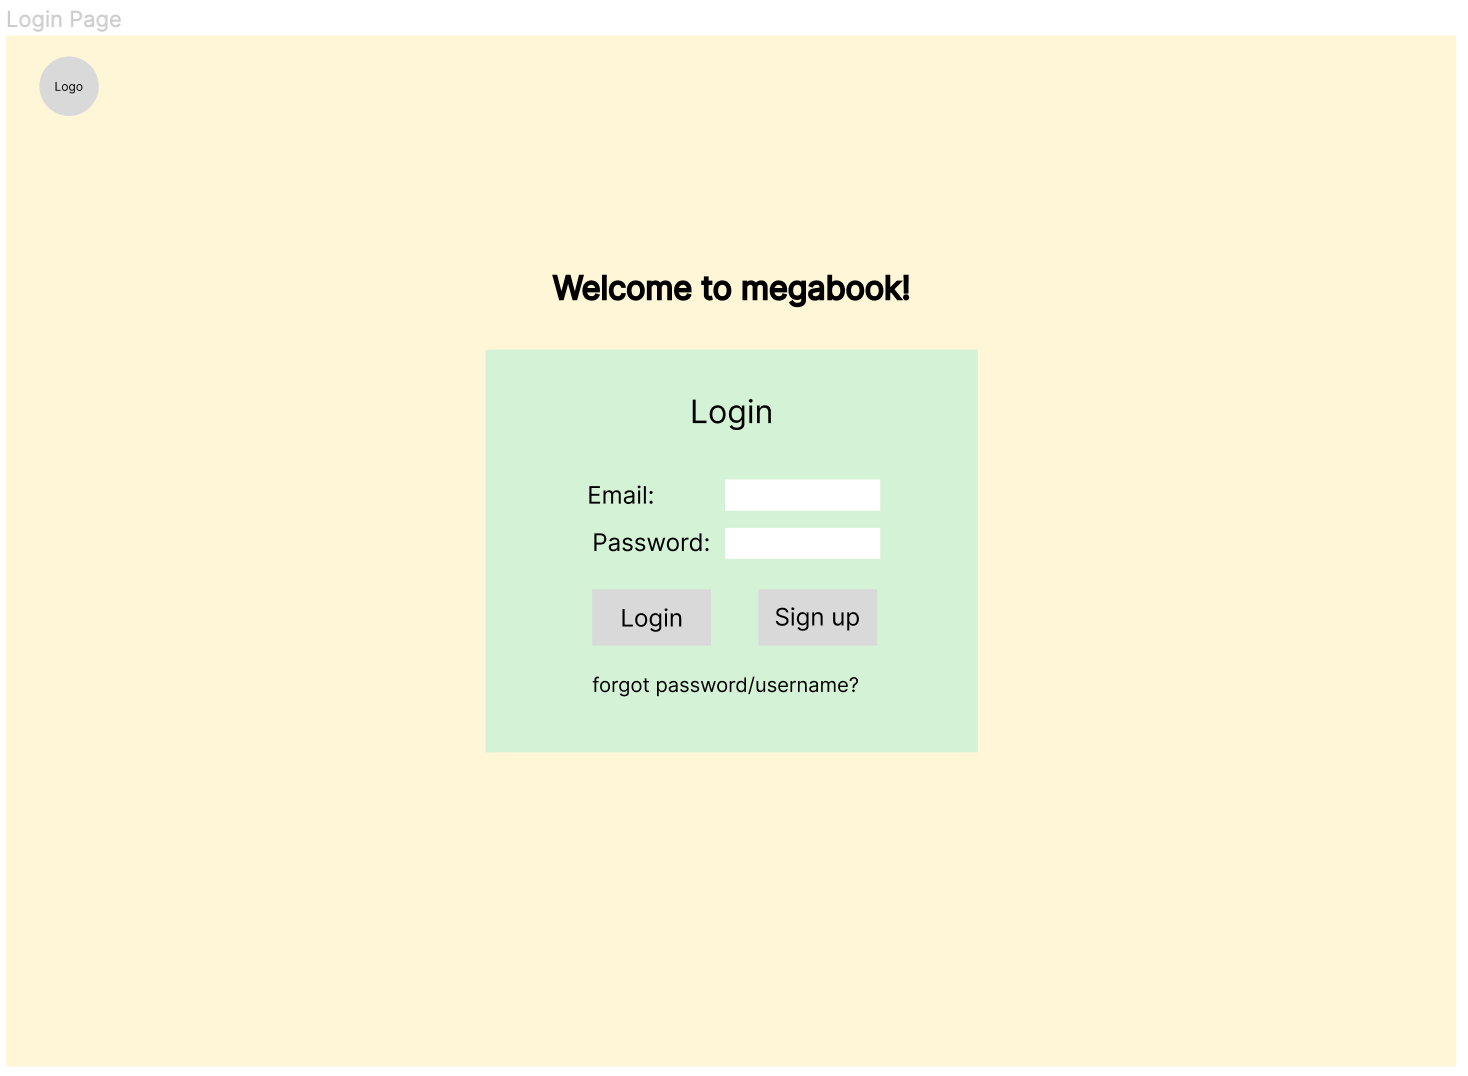 Login Page
Logo
Welcome to megabook!
Login
Email:
Password:
Login Sign up
forgot password/username?